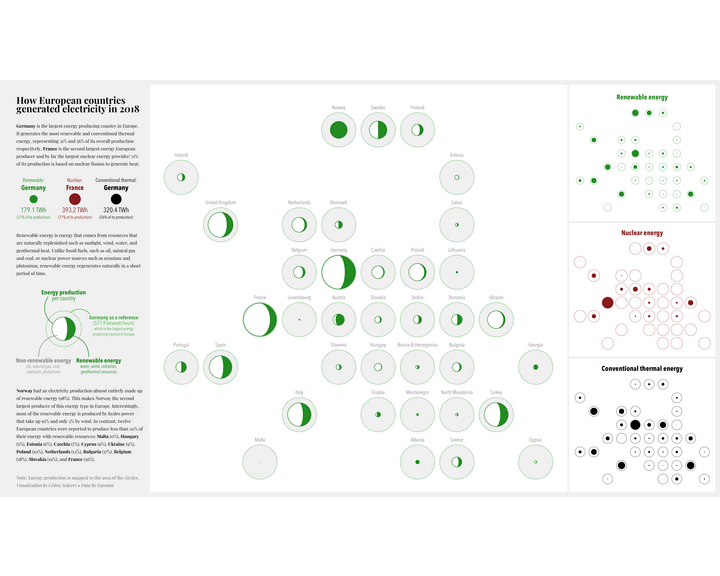 How European countries
generated electricity in 2018
Germany is the largest energy producing country in Europe.
It generates the most renewable and conventional thermal
energy, representing 31% and 56% of its overall production
respectively. France is the second largest energy European
producer and by far the largest nuclear energy provider: 71%
of its production is based on nuclear fission to generate heat.
Renewable: Nuclear: Conventional thermal:
Germany France Germany
179.1 TWh 393.2 TWh 320.4 TWh
(31% of its production) (71% of its production) (56% of its production)
Renewable energy is energy that comes from resources that
are naturally replenished such as sunlight, wind, water, and
geothermal heat. Unlike fossil fuels, such as oil, natural gas
and coal, or nuclear power sources such as uranium and
plutonium, renewable energy regenerates naturally in a short
period of time.
Energy production
per country
Germany as a reference
(571.8 terawatt hours)
which is the largest energy
producing country in Europe
Non-renewable energy
oil, natural gas, coal,
uranium, plutonium
Renewable energy
water, wind, radiation,
geothermal resources
Norway had an electricity production almost entirely made up
of renewable energy (98%). This makes Norway the second
largest producer of this energy type in Europe. Interestingly,
most of the renewable energy is produced by hydro power
that take up 95% and only 3% by wind. In contrast, twelve
European countries were reported to produce less than 20% of
their energy with renewable resources: Malta (0%), Hungary
Estonia (6%), Czechia (7%), Cyprus (9%), Ukraine (9%),
Poland (10%), Netherlands (13%), Bulgaria (17%), Belgium
(18%), Slovakia (19%), and France (19%).
Note: Energy production is mapped to the area of the circles.
Visualization by Cédric Scherer • Data by Eurostat
Norway Sweden Finland
Ireland Estonia
United Kingdom Netherlands Denmark Latvia
Belgium Germany Czechia Poland Lithuania
France Luxembourg Austria Slovakia Serbia Romania Ukraine
Portugal Spain Slovenia Hungary Bosnia & Herzegovina Bulgaria Georgia
Italy Croatia Montenegro North Macedonia Turkey
Malta Albania Greece Cyprus
Renewable energy
Nuclear energy
Conventional thermal energy